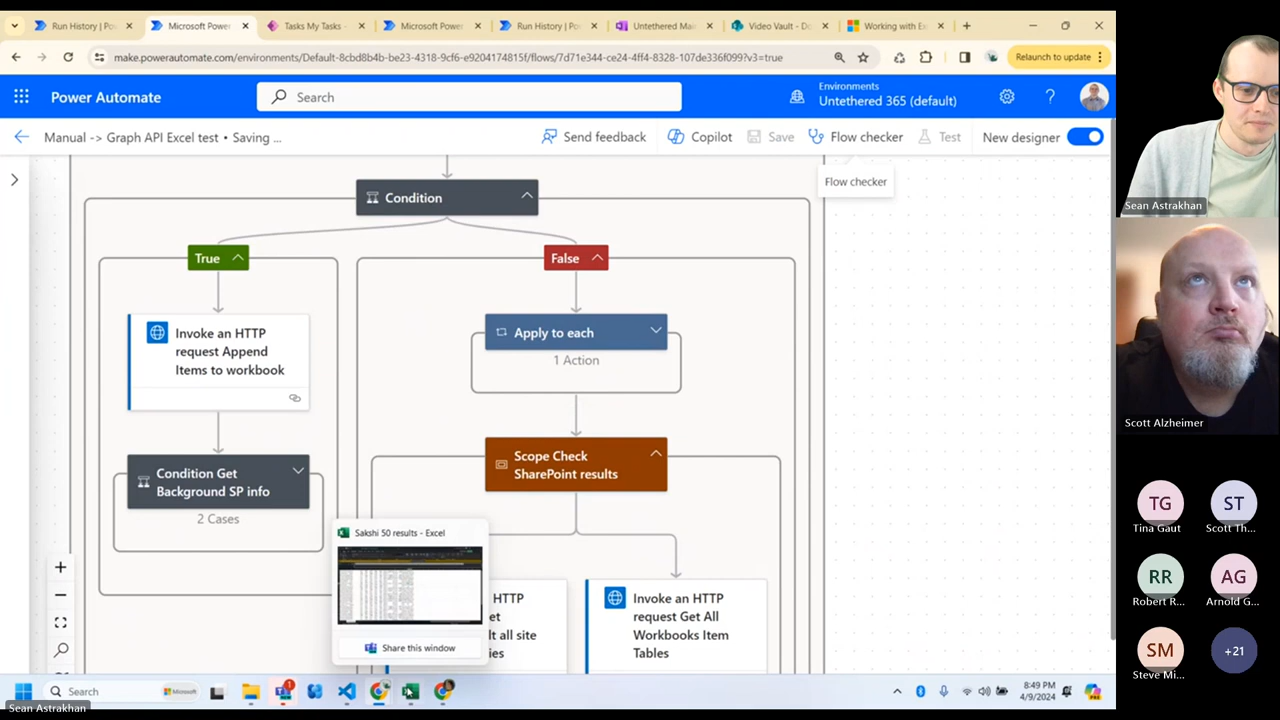 Run History | Po
Microsoft Power
Tasks My Tasks -
Microsoft Power
Run History | Po
Untethered Mai
Video Vault - Do
Working with Ex
make.powerautomate.com/environments/Default-8cbd8b4b-be23-4318-9cf6-e9204174815f/flows/7d71e344-ce24-4ff4-8328-107de336f099?v3=true
Relaunch to update
Power Automate
Search
Environments
Untethered 365 (default)
Manual -> Graph API Excel test • Saving ...
Send feedback
Copilot
Save
Flow checker
Test
New designer
Flow checker
Condition
True
False
Invoke an HTTP
request Append
Items to workbook
Apply to each
1 Action
Condition Get
Background SP info
2 Cases
Scope Check
SharePoint results
Sakshi 50 results - Excel
Share this window
HTTP
et
lt all site
ies
Invoke an HTTP
request Get All
Workbooks Item
Tables
Search
Microsoft
1
8:49 PM
4/9/2024
Sean Astrakhan
Sean Astrakhan
Scott Alzheimer
TG
Tina Gaut
ST
Scott Th...
RR
Robert R...
AG
Arnold G...
SM
Steve Mi...
+21